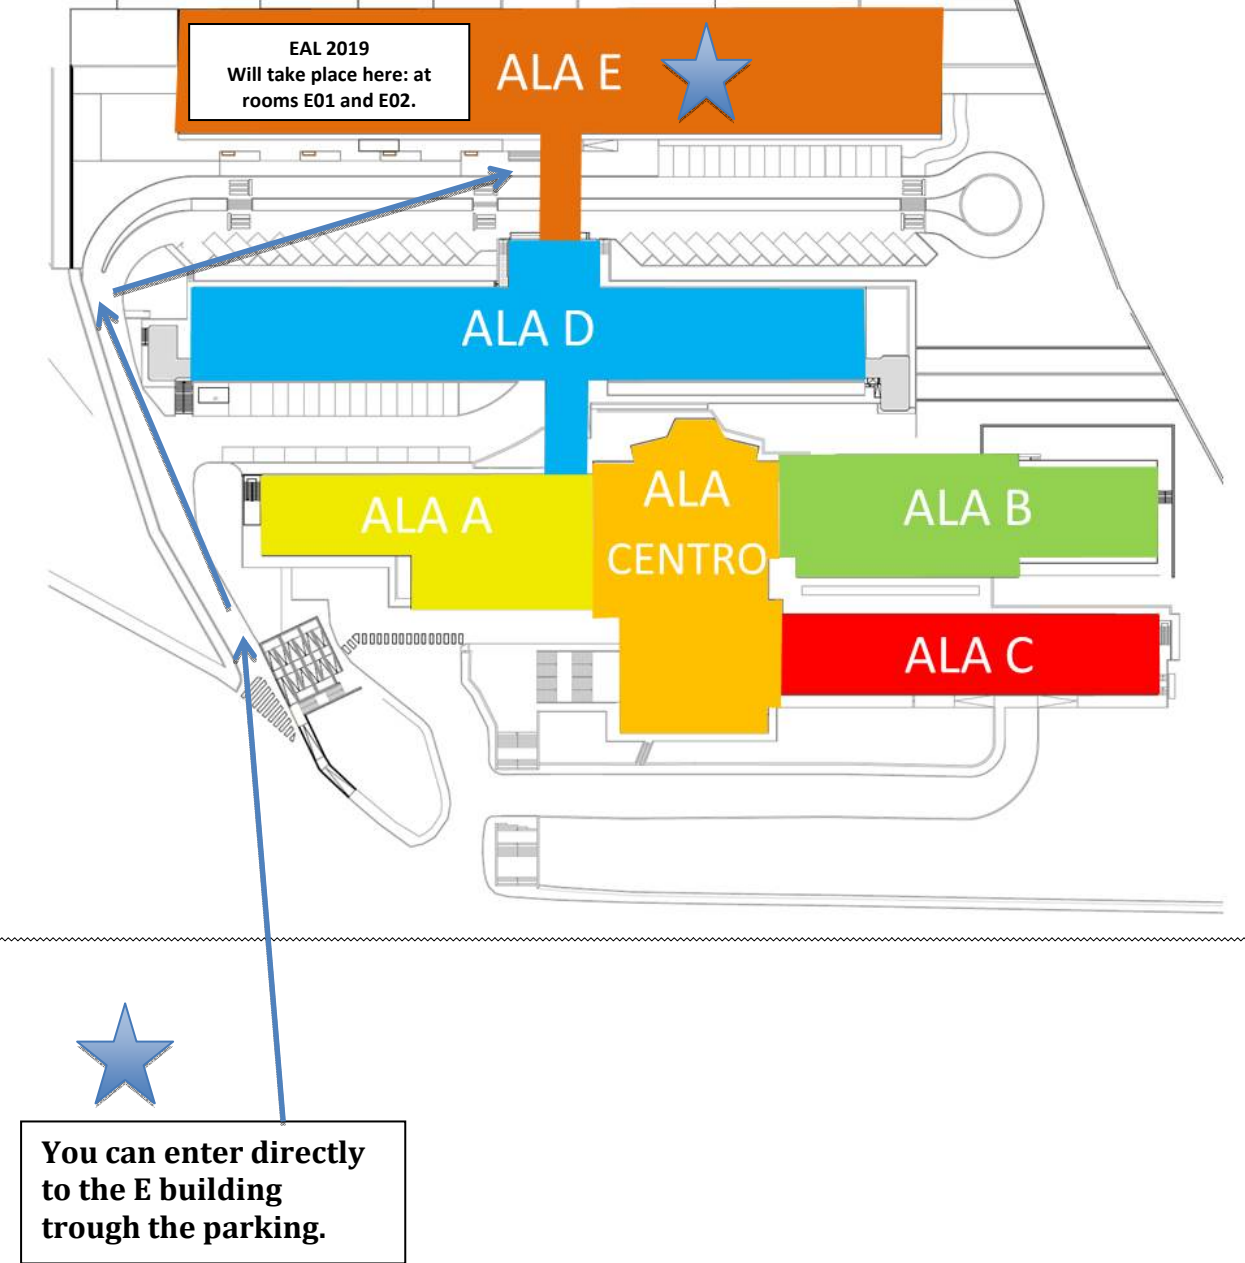 EAL 2019
Will take place here: at
rooms E01 and E02.
ALA E
ALA D
ALA A
ALA
CENTRO
ALA B
ALA C
You can enter directly
to the E building
trough the parking.